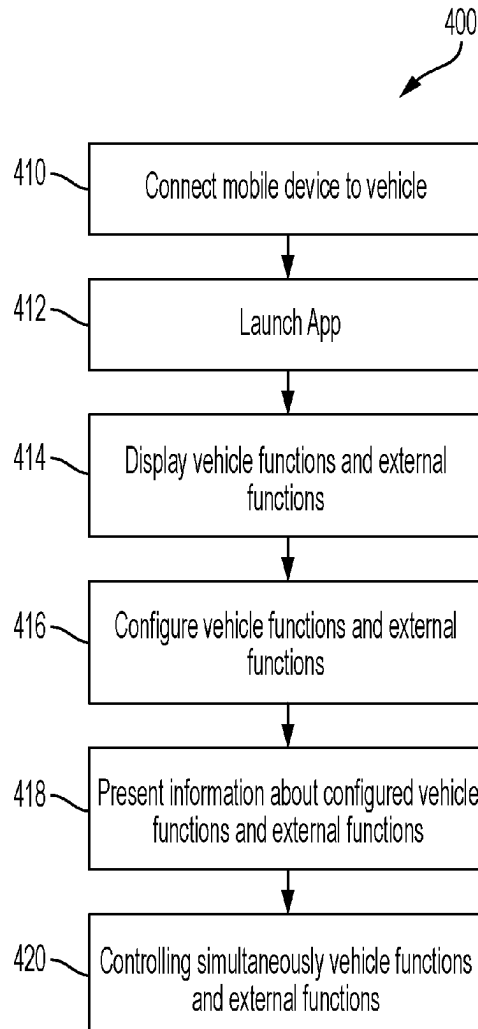 400
410
Connect mobile device to vehicle
412
Launch App
414
Display vehicle functions and external
functions
416
Configure vehicle functions and external
functions
418
Present information about configured vehicle
functions and external functions
420
Controlling simultaneously vehicle functions
and external functions